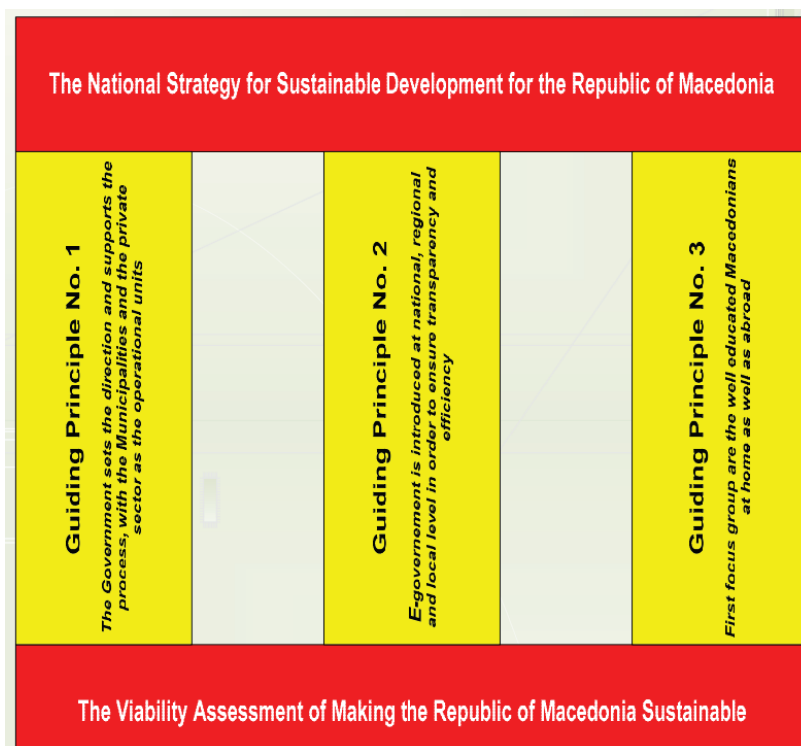 The National Strategy for Sustainable Development for the Republic of Macedonia
Guiding Principle No. 1
The Government sets the direction and supports the
process, with the Municipalities and the private
sector as the operational units
Guiding Principle No. 2
E-governement is introduced at national, regional
and local level in order to ensure transparency and
efficiency
Guiding Principle No. 3
First focus group are the well educated Macedonians
at home as well as abroad
The Viability Assessment of Making the Republic of Macedonia Sustainable